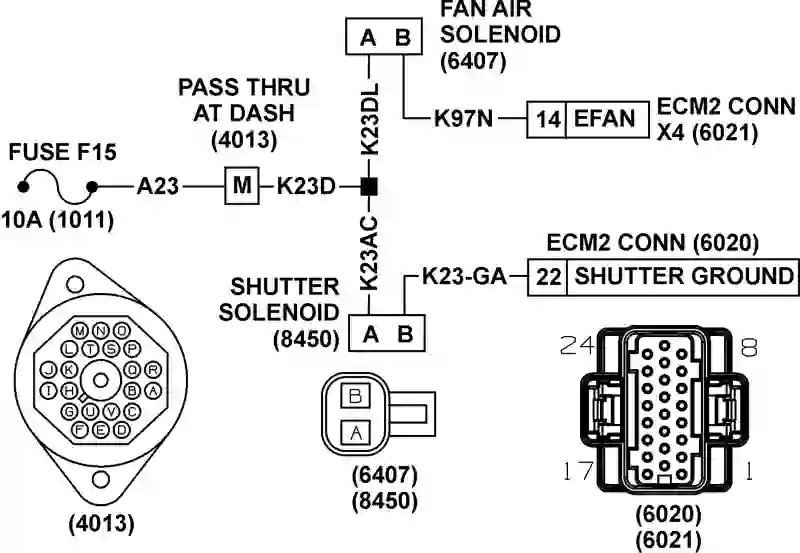 FAN AIR
SOLENOID
(6407)
A B
PASS THRU
AT DASH
(4013)
K23DL
K97N
14 EFAN
ECM2 CONN
X4 (6021)
FUSE F15
A23
M
K23D
10A (1011)
K23AC
ECM2 CONN (6020)
SHUTTER
SOLENOID
(8450)
K23-GA
22 SHUTTER GROUND
A B
M N O
L T S P
J K Q R
I H B A
G U V C
F E D
(4013)
B
A
(6407)
(8450)
24 8
17 1
(6020)
(6021)